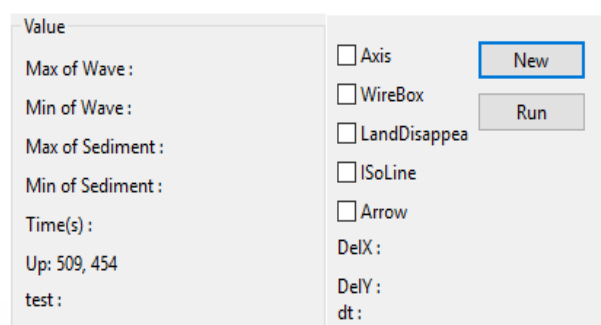 Value
Max of Wave :
Min of Wave :
Max of Sediment :
Min of Sediment :
Time(s) :
Up: 509, 454
test :
Axis
WireBox
LandDisappea
ISoLine
Arrow
DelX :
DelY :
dt :
New
Run